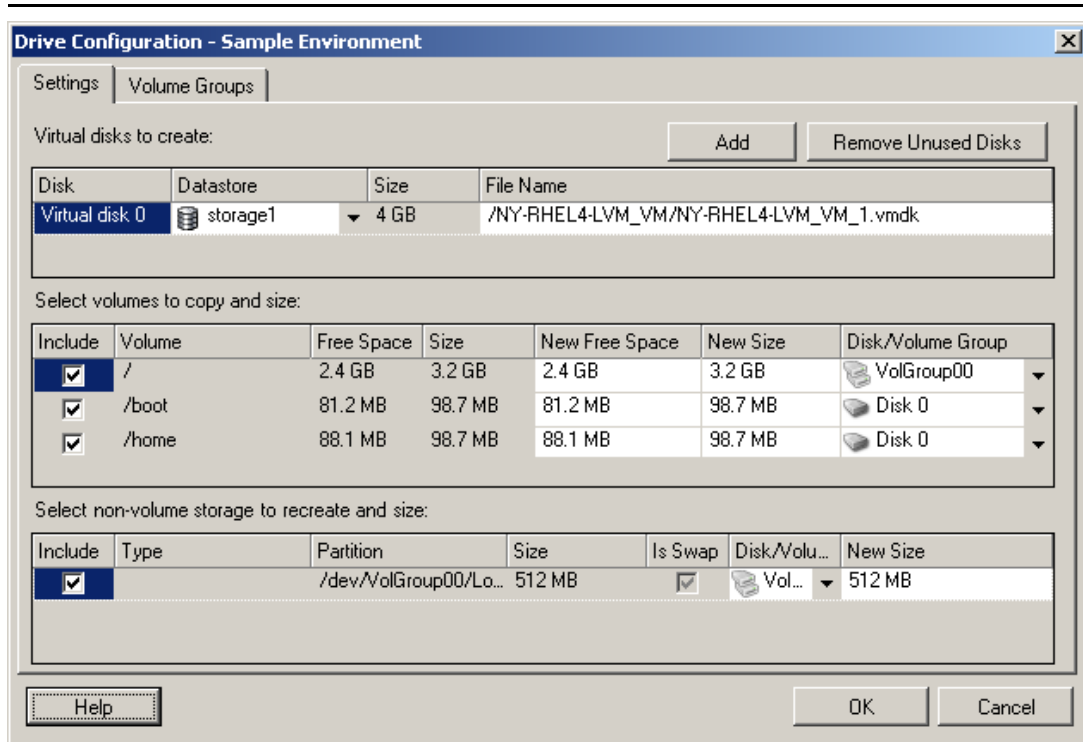 Drive Configuration - Sample Environment
Settings Volume Groups
Virtual disks to create: Add Remove Unused Disks
Disk Datastore Size File Name
Virtual disk 0 storage1 4 GB /NY-RHEL4-LVM_VM/NY-RHEL4-LVM_VM_1.vmdk
Select volumes to copy and size:
Include Volume Free Space Size New Free Space New Size Disk/Volume Group
/ 2.4 GB 3.2 GB 2.4 GB 3.2 GB VolGroup00
/boot 81.2 MB 98.7 MB 81.2 MB 98.7 MB Disk 0
/home 88.1 MB 98.7 MB 88.1 MB 98.7 MB Disk 0
Select non-volume storage to recreate and size:
Include Type Partition Size Is Swap Disk/Volu... New Size
/dev/VolGroup00/Lo... 512 MB Vol... 512 MB
Help OK Cancel